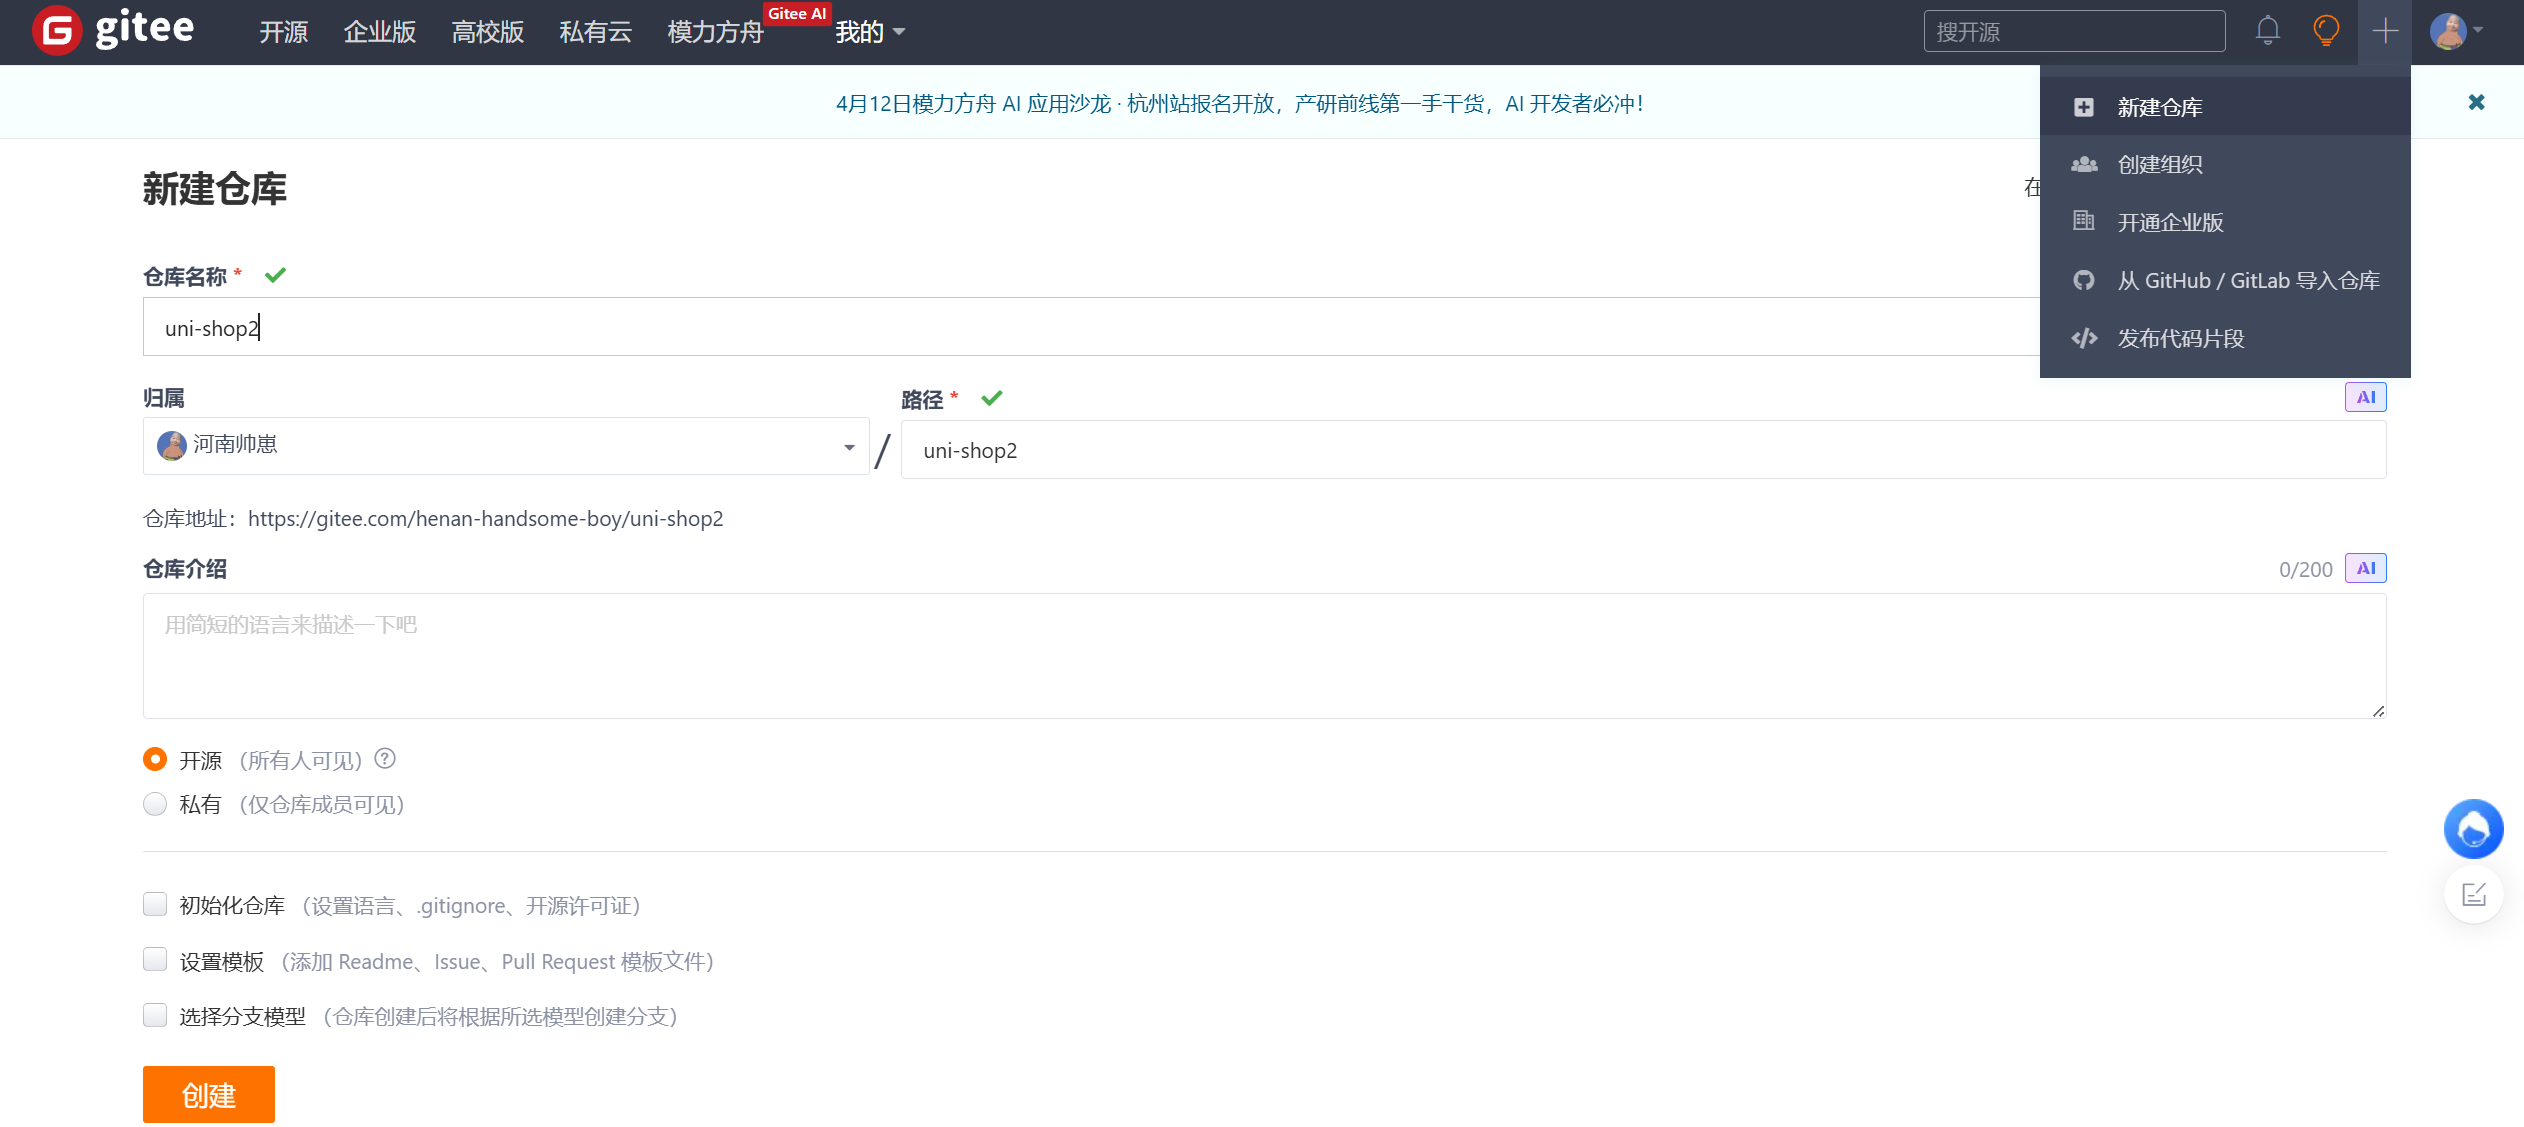 gitee
开源 企业版 高校版 私有云 模力方舟 Gitee AI 我的
搜开源
4月12日模力方舟 AI 应用沙龙 · 杭州站报名开放，产研前线第一手干货，AI 开发者必冲！
新建仓库
创建组织
开通企业版
从 GitHub / GitLab 导入仓库
发布代码片段
新建仓库
在
仓库名称 *
uni-shop2
归属
路径 *
AI
河南帅崽
/
uni-shop2
仓库地址：https://gitee.com/henan-handsome-boy/uni-shop2
仓库介绍
0/200 AI
用简短的语言来描述一下吧
开源 （所有人可见） ?
私有 （仅仓库成员可见）
初始化仓库 （设置语言、.gitignore、开源许可证）
设置模板 （添加 Readme、Issue、Pull Request 模板文件）
选择分支模型 （仓库创建后将根据所选模型创建分支）
创建